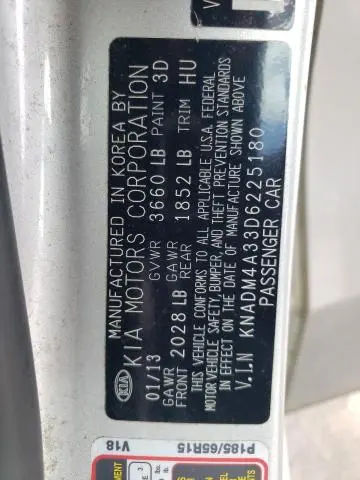 MANUFACTURED IN KOREA BY
KIA MOTORS CORPORATION
KIA
01/13 GVWR 3660 LB PAINT 3D
GAWR FRONT 2028 LB GAWR REAR 1852 LB TRIM HU
THIS VEHICLE CONFORMS TO ALL APPLICABLE U.S.A. FEDERAL
MOTOR VEHICLE SAFETY, BUMPER, AND THEFT PREVENTION STANDARDS
IN EFFECT ON THE DATE OF MANUFACTURE SHOWN ABOVE
V.I.N KNADM4A33D6225180
PASSENGER CAR
V18 P185/65R15